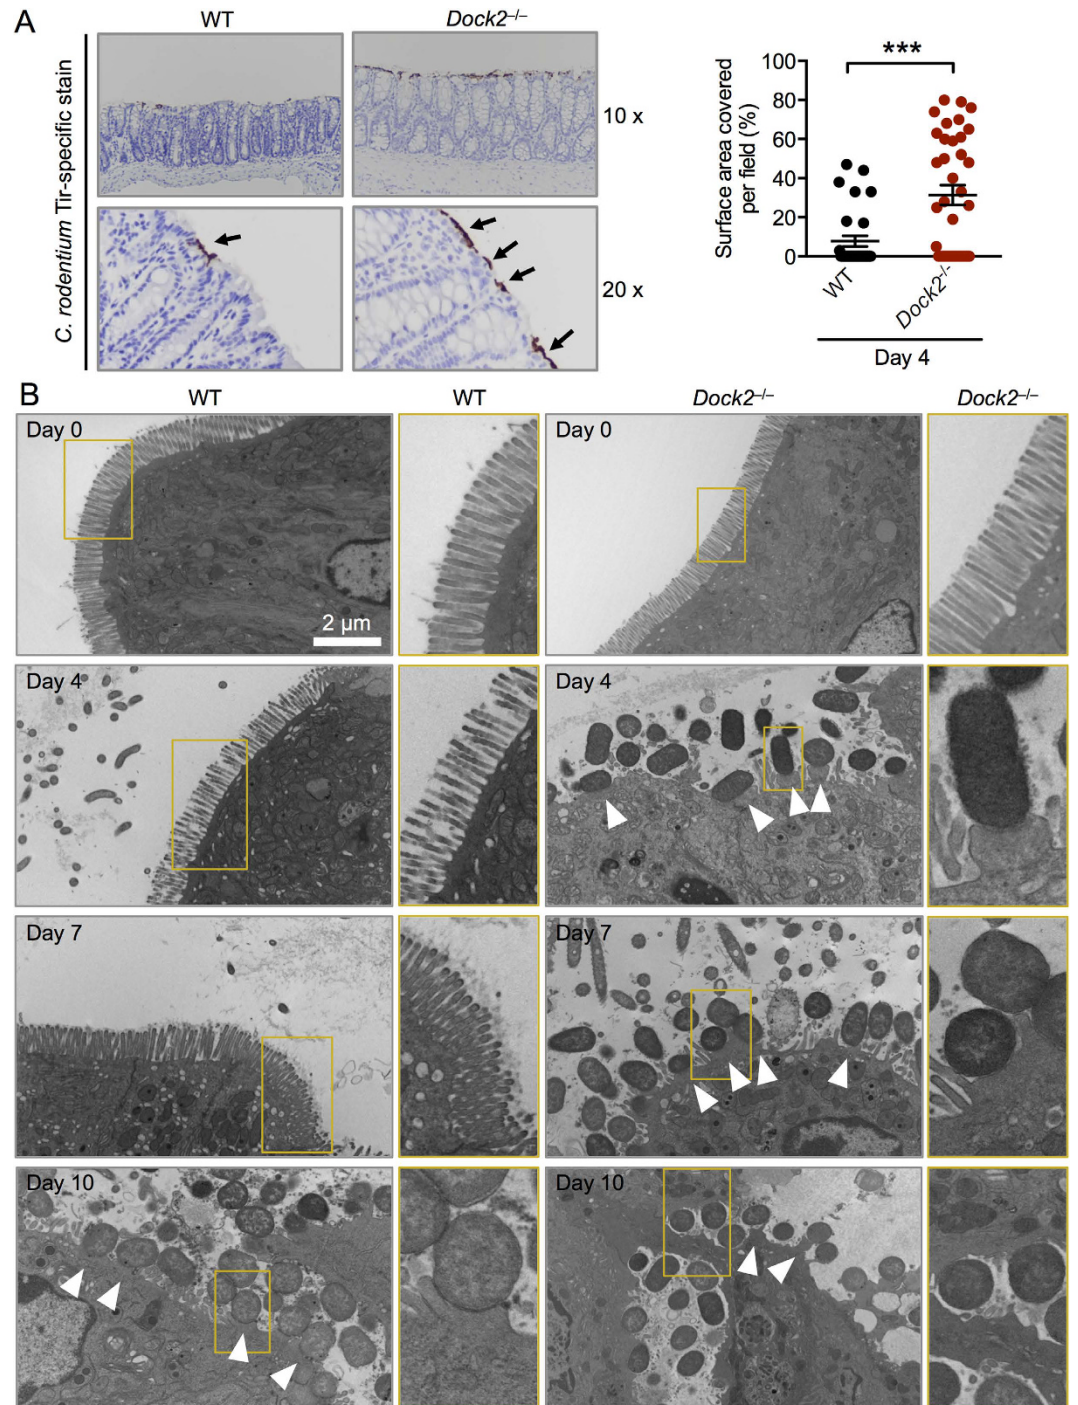 A
WT
Dock2–/–
C. rodentium Tir-specific stain
10 x
20 x
***
Surface area covered
per field (%)
100
80
60
40
20
0
WT
Dock2-/-
Day 4
B
WT
WT
Dock2–/–
Dock2–/–
Day 0
2 µm
Day 0
Day 4
Day 4
Day 7
Day 7
Day 10
Day 10